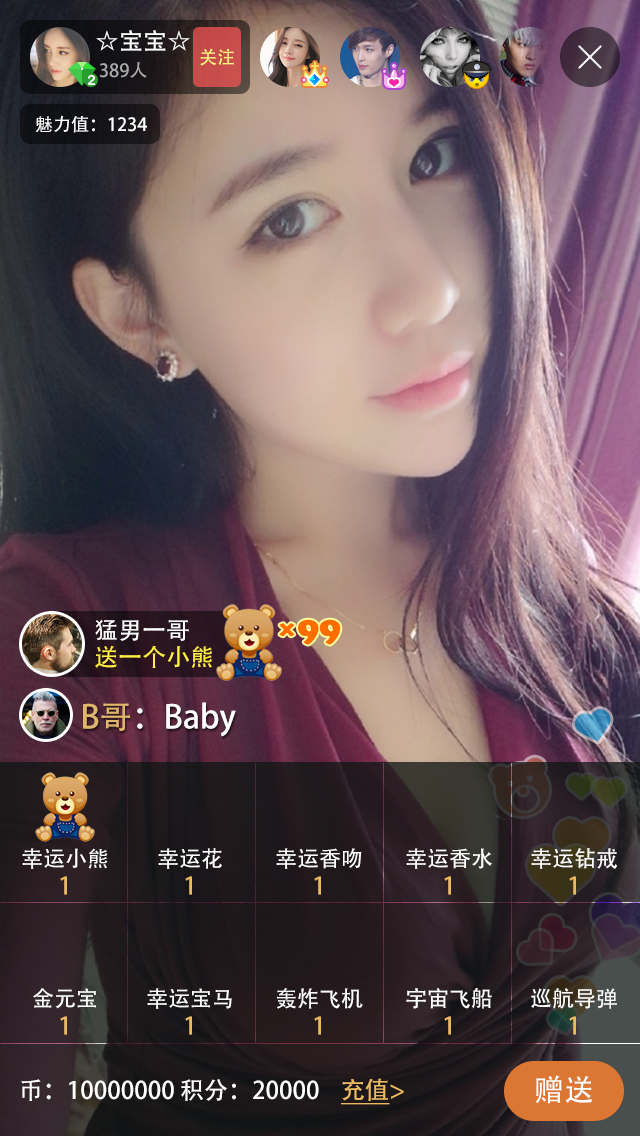 ☆宝宝☆
389人
关注
2
魅力值：1234
猛男一哥
送一个小熊
×99
B哥：Baby
幸运小熊 幸运花 幸运香吻 幸运香水 幸运钻戒
1 1 1 1 1
金元宝 幸运宝马 轰炸飞机 宇宙飞船 巡航导弹
1 1 1 1 1
币：10000000 积分：20000 充值> 赠送